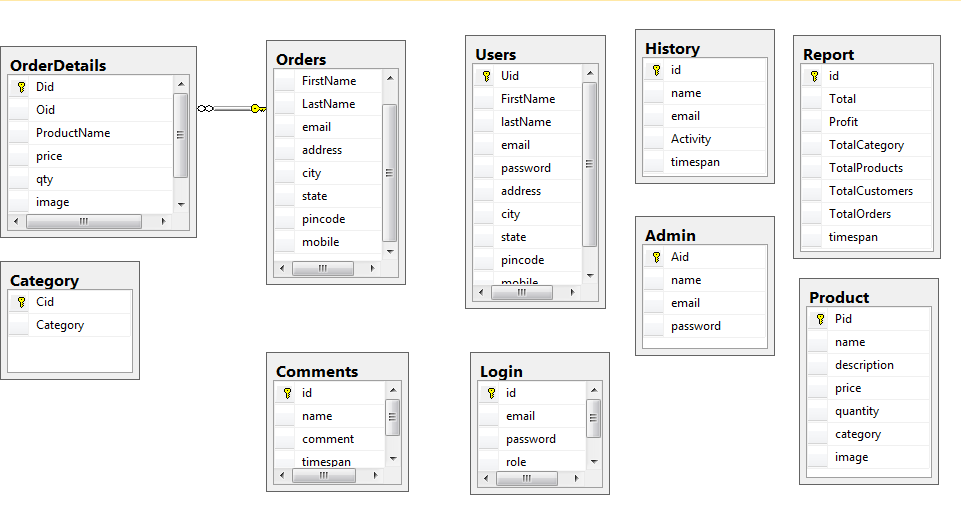 OrderDetails
Did
Oid
ProductName
price
qty
image
Orders
FirstName
LastName
email
address
city
state
pincode
mobile
Users
Uid
FirstName
lastName
email
password
address
city
state
pincode
mobile
History
id
name
email
Activity
timespan
Report
id
Total
Profit
TotalCategory
TotalProducts
TotalCustomers
TotalOrders
timespan
Category
Cid
Category
Admin
Aid
name
email
password
Product
Pid
name
description
price
quantity
category
image
Comments
id
name
comment
timespan
Login
id
email
password
role